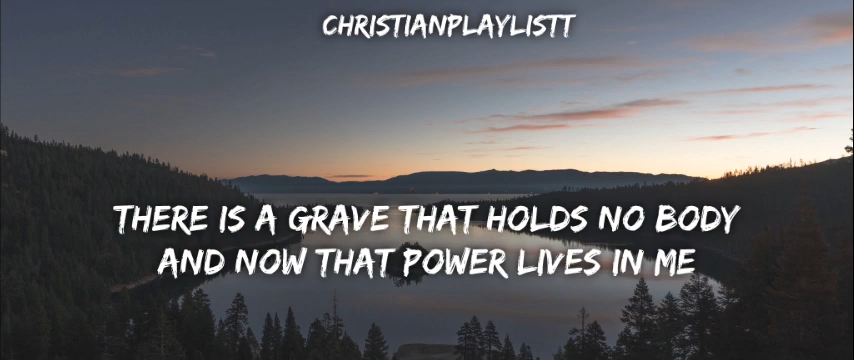 CHRISTIANPLAYLISTT
THERE IS A GRAVE THAT HOLDS NO BODY
AND NOW THAT POWER LIVES IN ME